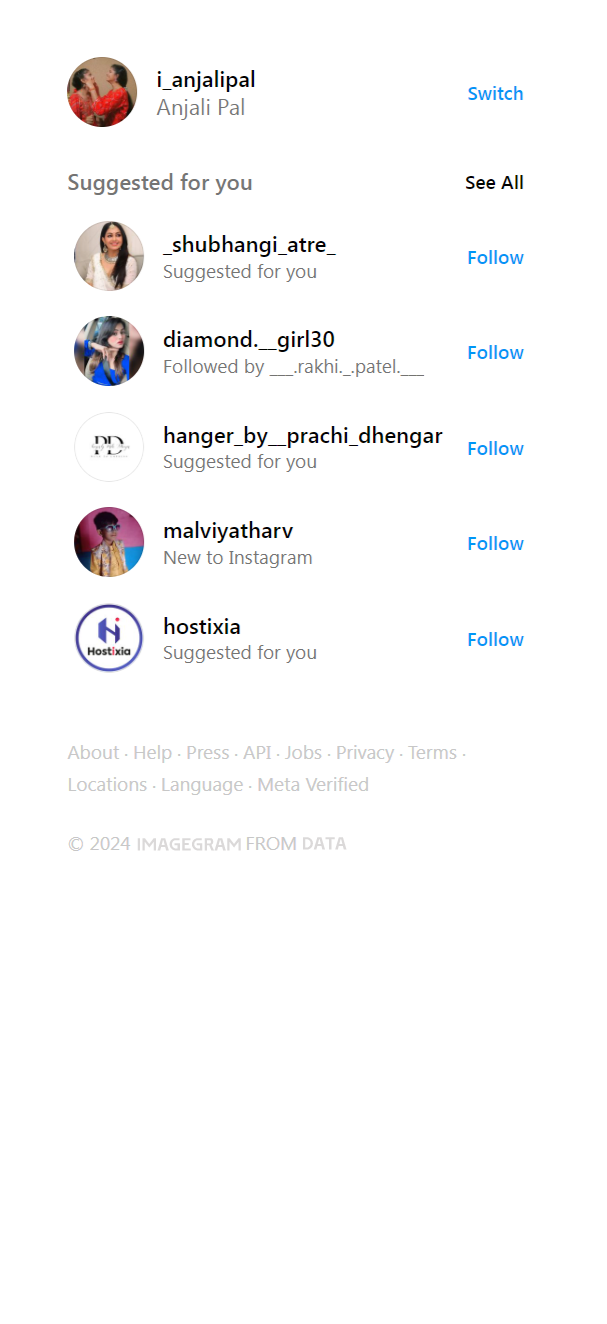 i_anjalipal
Anjali Pal
Switch
Suggested for you
See All
_shubhangi_atre_
Suggested for you
Follow
diamond.__girl30
Followed by ___.rakhi._.patel.___
Follow
PD
hanger_by__prachi_dhengar
Suggested for you
Follow
malviyatharv
New to Instagram
Follow
Hostixia
hostixia
Suggested for you
Follow
About · Help · Press · API · Jobs · Privacy · Terms ·
Locations · Language · Meta Verified
© 2024 IMAGEGRAM FROM DATA